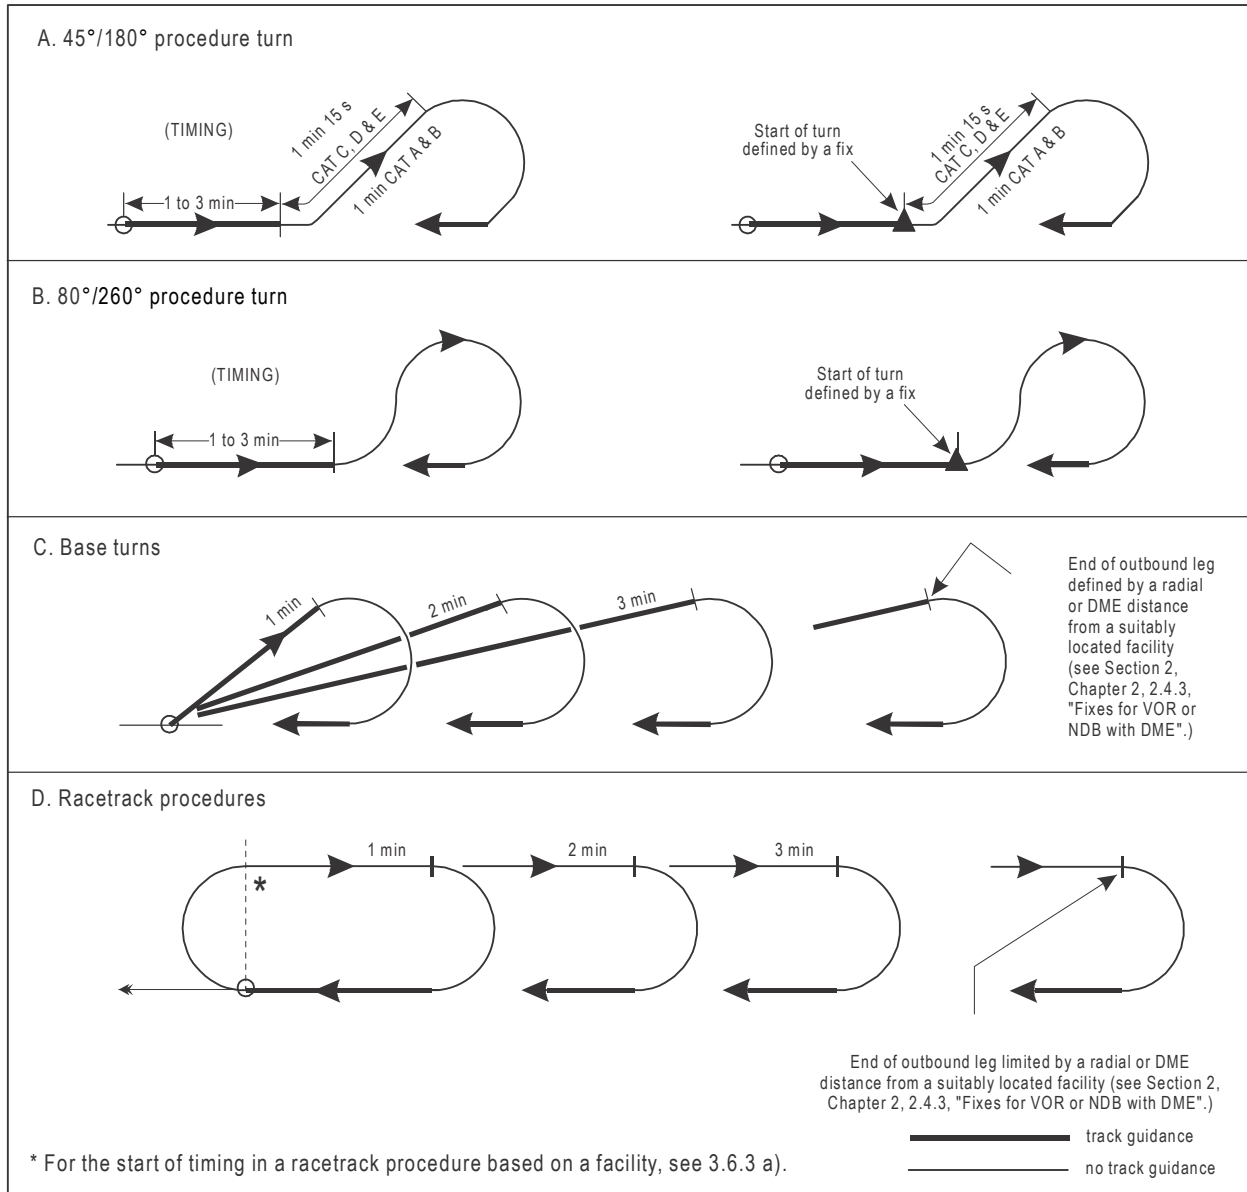 A. 45°/180° procedure turn
(TIMING)
1 to 3 min
1 min 15 s
CAT C, D & E
1 min CAT A & B
Start of turn
defined by a fix
1 min 15 s
CAT C, D & E
1 min CAT A & B
B. 80°/260° procedure turn
(TIMING)
1 to 3 min
Start of turn
defined by a fix
C. Base turns
1 min
2 min
3 min
End of outbound leg
defined by a radial
or DME distance
from a suitably
located facility
(see Section 2,
Chapter 2, 2.4.3,
"Fixes for VOR or
NDB with DME".)
D. Racetrack procedures
*
1 min
2 min
3 min
End of outbound leg limited by a radial or DME
distance from a suitably located facility (see Section 2,
Chapter 2, 2.4.3, "Fixes for VOR or NDB with DME".)
track guidance
no track guidance
* For the start of timing in a racetrack procedure based on a facility, see 3.6.3 a).